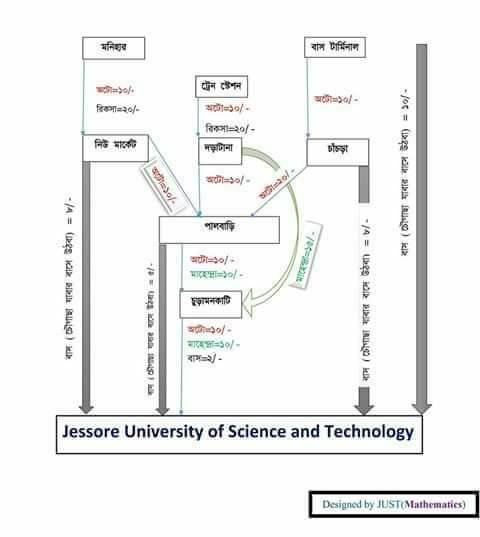 মনিহার
বাস টার্মিনাল
ট্রেন ষ্টেশন
অটো=১০/-
রিকসা=২০/-
অটো=১০/-
রিকসা=২০/-
অটো=১০/-
নিউ মার্কেট
দড়াটানা
চাঁচড়া
অটো=১০/-
অটো=১০/-
অটো=২০/-
পালবাড়ি
অটো=১০/-
মাহেন্দ্রা=১০/-
মাহেন্দ্রা=১৫/-
চুড়ামনকাটি
অটো=১০/-
মাহেন্দ্রা=১০/-
বাস=২/-
বাস ( চৌগাছা যাবার বাসে উঠবা) = ৮/-
বাস ( চৌগাছা যাবার বাসে উঠবা) = ৫/-
বাস ( চৌগাছা যাবার বাসে উঠবা) = ৮/-
বাস ( চৌগাছা যাবার বাসে উঠবা) = ১০/-
Jessore University of Science and Technology
Designed by JUST(Mathematics)